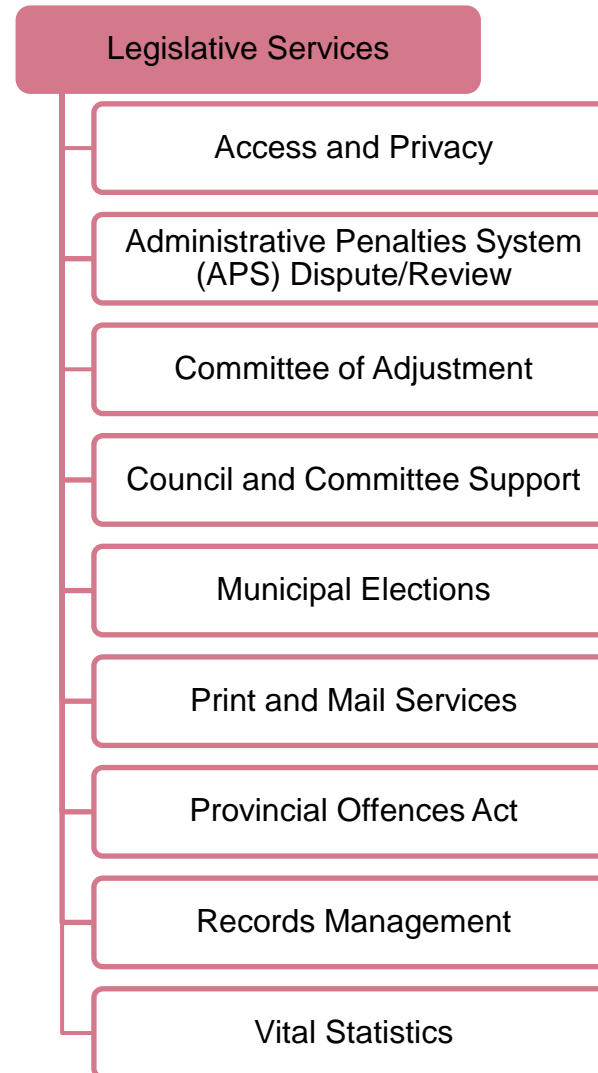 Legislative Services
Access and Privacy
Administrative Penalties System
(APS) Dispute/Review
Committee of Adjustment
Council and Committee Support
Municipal Elections
Print and Mail Services
Provincial Offences Act
Records Management
Vital Statistics